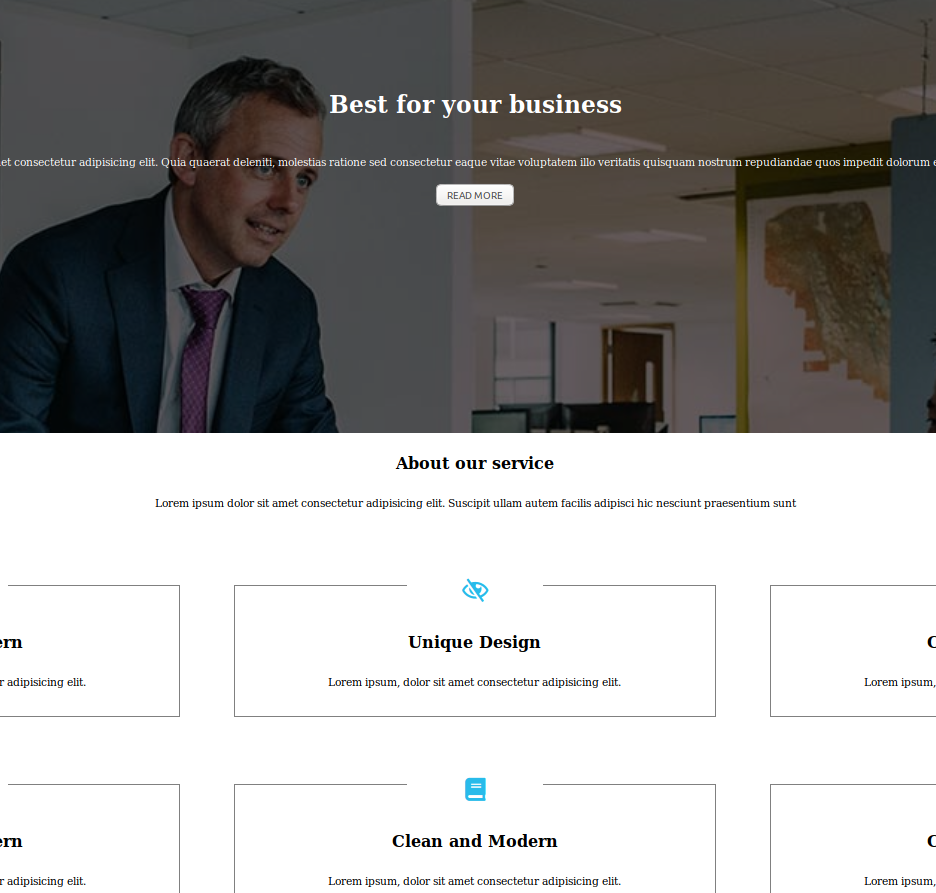 Best for your business
et consectetur adipisicing elit. Quia quaerat deleniti, molestias ratione sed consectetur eaque vitae voluptatem illo veritatis quisquam nostrum repudiandae quos impedit dolorum e
READ MORE
About our service
Lorem ipsum dolor sit amet consectetur adipisicing elit. Suscipit ullam autem facilis adipisci hic nesciunt praesentium sunt
ern Unique Design C
r adipisicing elit. Lorem ipsum, dolor sit amet consectetur adipisicing elit. Lorem ipsum,
ern Clean and Modern C
r adipisicing elit. Lorem ipsum, dolor sit amet consectetur adipisicing elit. Lorem ipsum,